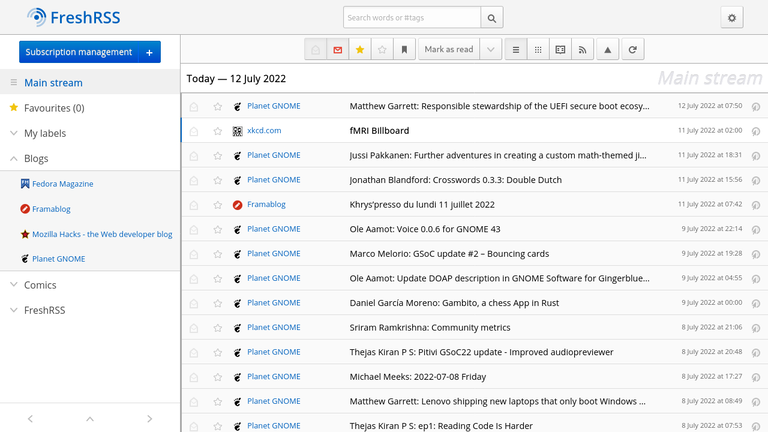 FreshRSS
Search words or #tags
Subscription management +
Mark as read
Main stream
Favourites (0)
My labels
Blogs
Fedora Magazine
Framablog
Mozilla Hacks - the Web developer blog
Planet GNOME
Comics
FreshRSS
Today — 12 July 2022
Main stream
Planet GNOME Matthew Garrett: Responsible stewardship of the UEFI secure boot ecosy... 12 July 2022 at 07:50
xkcd.com fMRI Billboard 11 July 2022 at 02:00
Planet GNOME Jussi Pakkanen: Further adventures in creating a custom math-themed ji... 11 July 2022 at 18:31
Planet GNOME Jonathan Blandford: Crosswords 0.3.3: Double Dutch 11 July 2022 at 15:56
Framablog Khrys'presso du lundi 11 juillet 2022 11 July 2022 at 07:42
Planet GNOME Ole Aamot: Voice 0.0.6 for GNOME 43 9 July 2022 at 22:14
Planet GNOME Marco Melorio: GSoC update #2 – Bouncing cards 9 July 2022 at 19:28
Planet GNOME Ole Aamot: Update DOAP description in GNOME Software for Gingerblue... 9 July 2022 at 04:55
Planet GNOME Daniel García Moreno: Gambito, a chess App in Rust 9 July 2022 at 00:00
Planet GNOME Sriram Ramkrishna: Community metrics 8 July 2022 at 21:06
Planet GNOME Thejas Kiran P S: Pitivi GSoC22 update - Improved audiopreviewer 8 July 2022 at 20:48
Planet GNOME Michael Meeks: 2022-07-08 Friday 8 July 2022 at 17:27
Planet GNOME Matthew Garrett: Lenovo shipping new laptops that only boot Windows ... 8 July 2022 at 08:49
Planet GNOME Thejas Kiran P S: ep1: Reading Code Is Harder 8 July 2022 at 07:53